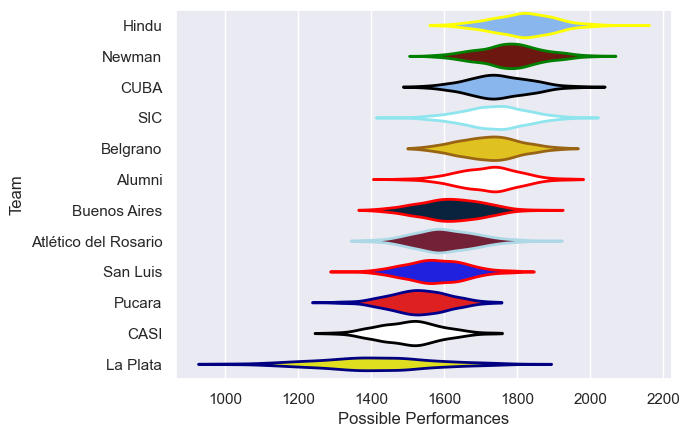 Hindu
Newman
CUBA
SIC
Belgrano
Alumni
Buenos Aires
Atlético del Rosario
San Luis
Pucara
CASI
La Plata
Team
1000 1200 1400 1600 1800 2000 2200
Possible Performances